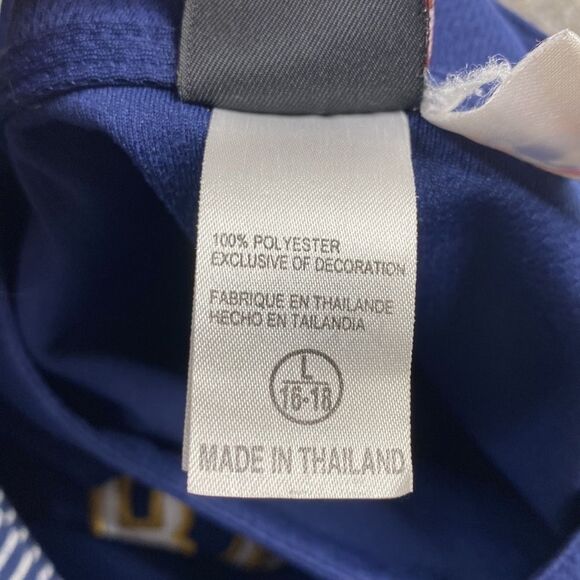 100% POLYESTER
EXCLUSIVE OF DECORATION
FABRIQUE EN THAILANDE
HECHO EN TAILANDIA
L
16-18
MADE IN THAILAND